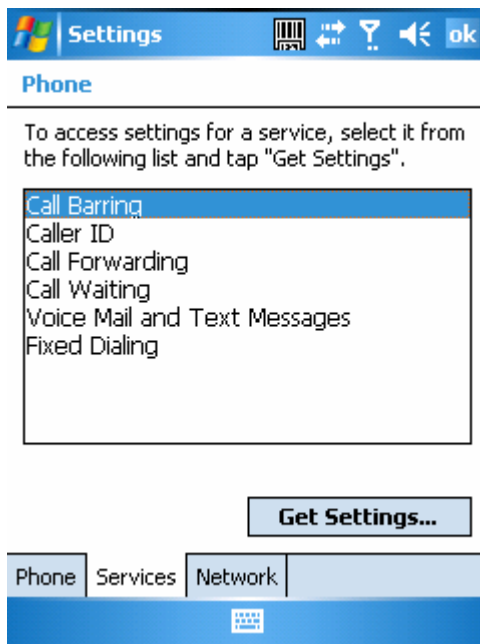 Settings
ok
Phone
To access settings for a service, select it from
the following list and tap "Get Settings".
Call Barring
Caller ID
Call Forwarding
Call Waiting
Voice Mail and Text Messages
Fixed Dialing
Get Settings...
Phone Services Network